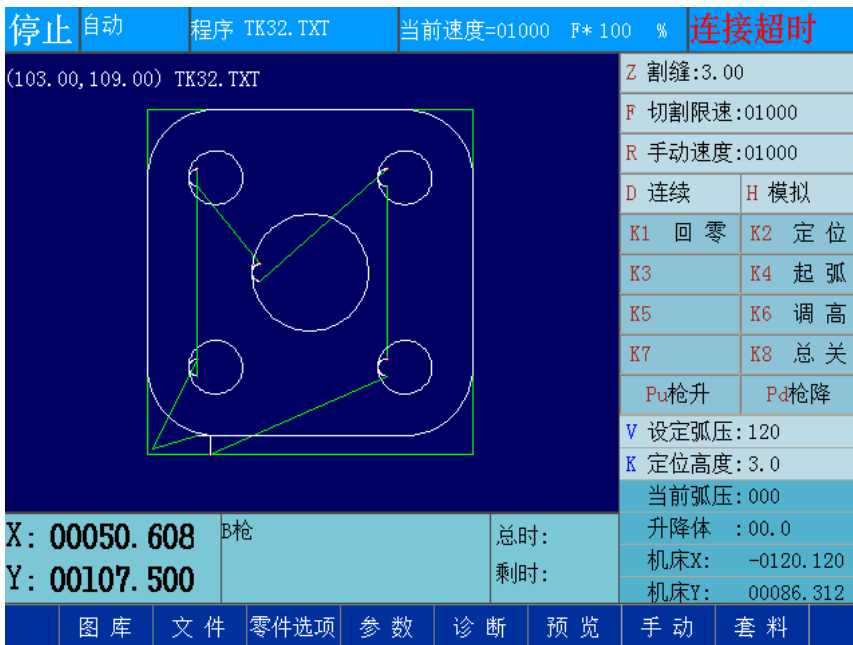 停止 自动 程序 TK32.TXT 当前速度=01000 F* 100 % 连接超时
(103.00,109.00) TK32.TXT
Z 割缝:3.00
F 切割限速:01000
R 手动速度:01000
D 连续 H 模拟
K1 回 零 K2 定 位
K3 K4 起 弧
K5 K6 调 高
K7 K8 总 关
Pu枪升 Pd枪降
V 设定弧压:120
K 定位高度:3.0
当前弧压:000
升降体 :00.0
机床X: -0120.120
机床Y: 00086.312
X: 00050.608 B枪 总时:
Y: 00107.500 剩时:
图 库 文 件 零件选项 参 数 诊 断 预 览 手 动 套 料